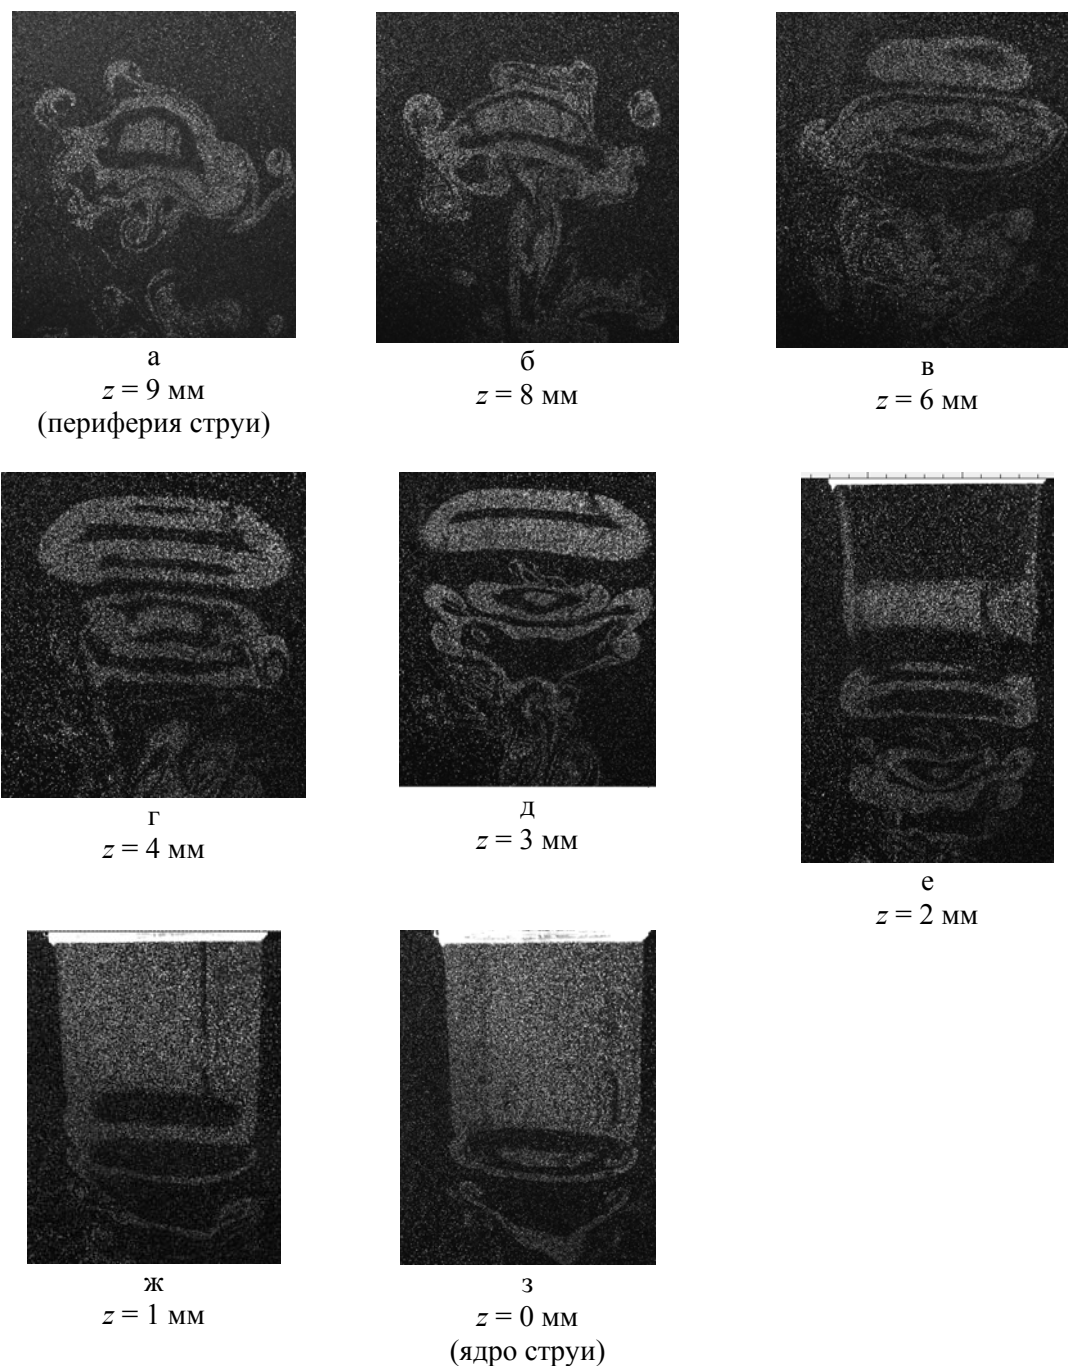 а
z = 9 мм
(периферия струи)
б
z = 8 мм
в
z = 6 мм
г
z = 4 мм
д
z = 3 мм
е
z = 2 мм
ж
z = 1 мм
з
z = 0 мм
(ядро струи)